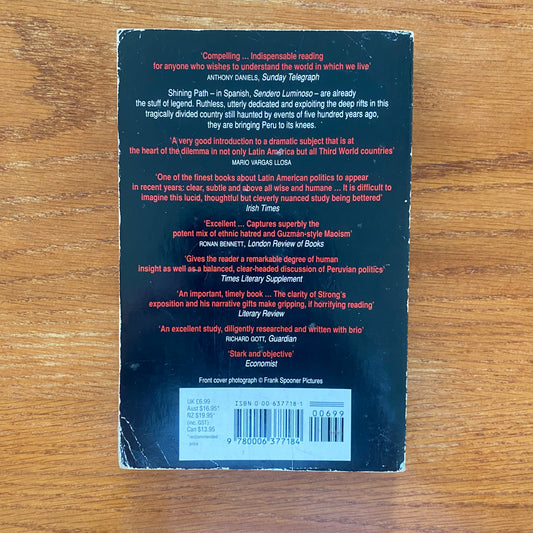 ‘Compelling ... Indispensable reading
for anyone who wishes to understand the world in which we live’
ANTHONY DANIELS, Sunday Telegraph
Shining Path – in Spanish, Sendero Luminoso – are already
the stuff of legend. Ruthless, utterly dedicated and exploiting the deep rifts in this
tragically divided country still haunted by events of five hundred years ago,
they are bringing Peru to its knees.
‘A very good introduction to a dramatic subject that is at
the heart of the dilemma in not only Latin America but all Third World countries’
MARIO VARGAS LLOSA
‘One of the finest books about Latin American politics to appear
in recent years: clear, subtle and above all wise and humane ... It is difficult to
imagine this lucid, thoughtful but cleverly nuanced study being bettered’
Irish Times
‘Excellent ... Captures superbly the
potent mix of ethnic hatred and Guzmán-style Maoism’
RONAN BENNETT, London Review of Books
‘Gives the reader a remarkable degree of human
insight as well as a balanced, clear-headed discussion of Peruvian politics’
Times Literary Supplement
‘An important, timely book ... The clarity of Strong’s
exposition and his narrative gifts make gripping, if horrifying reading’
Literary Review
‘An excellent study, diligently researched and written with brio’
RICHARD GOTT, Guardian
‘Stark and objective’
Economist
Front cover photograph © Frank Spooner Pictures
UK £6.99
Aust $16.95*
NZ $19.95*
(inc. GST)
Can $13.95
*recommended
price
ISBN 0 00 637718 1
00699
9 780006 377184